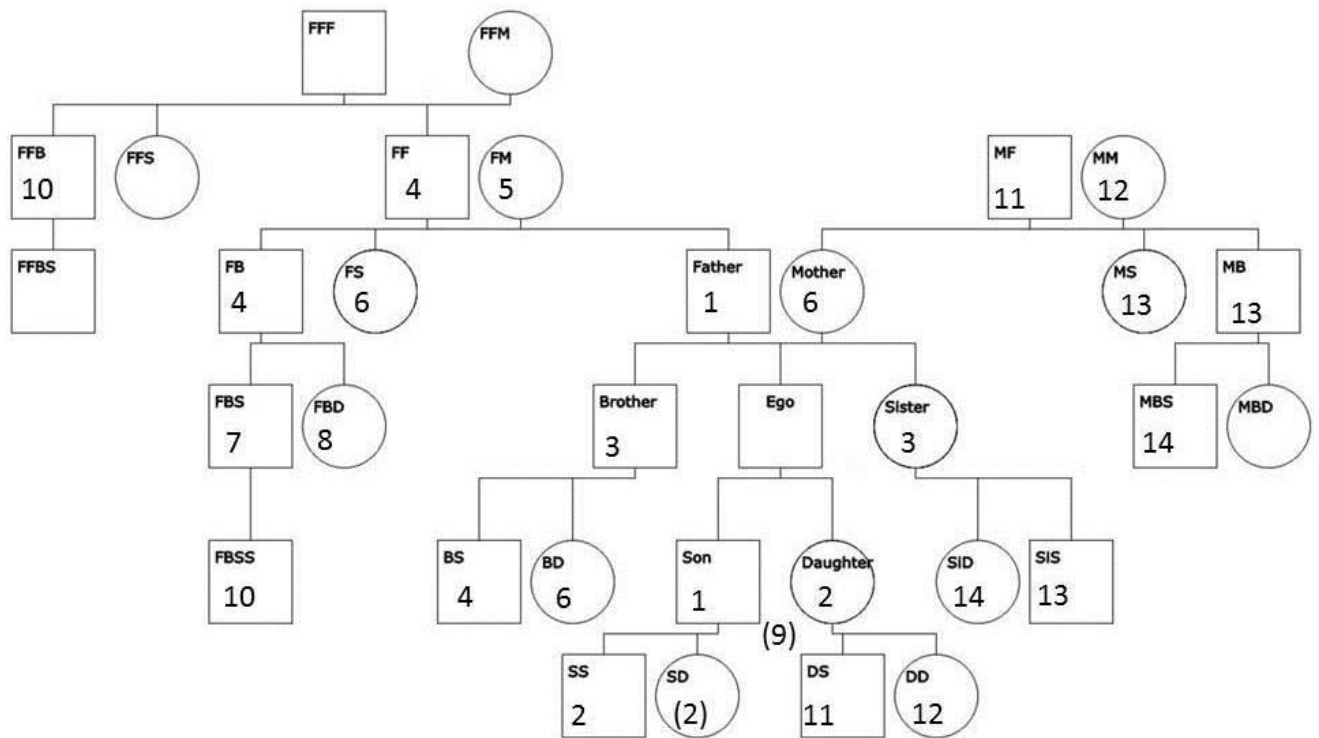 FFF
FFM
FFB
10
FFS
FF
4
FM
5
MF
11
MM
12
FFBS
FB
4
FS
6
Father
1
Mother
6
MS
13
MB
13
FBS
7
FBD
8
Brother
3
Ego
Sister
3
MBS
14
MBD
FBSS
10
BS
4
BD
6
Son
1
Daughter
2
SID
14
SIS
13
(9)
SS
2
SD
(2)
DS
11
DD
12